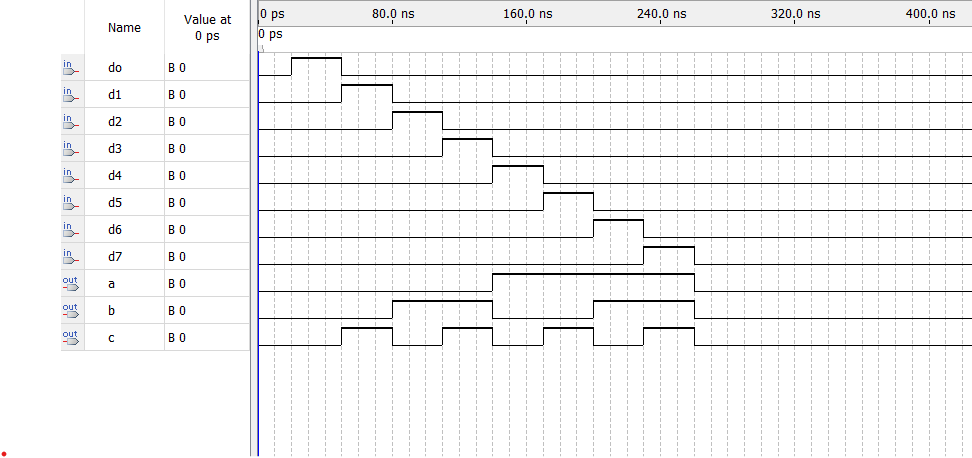 Name
Value at
0 ps
0 ps 80.0 ns 160.0 ns 240.0 ns 320.0 ns 400.0 ns
0 ps
in do B 0
in d1 B 0
in d2 B 0
in d3 B 0
in d4 B 0
in d5 B 0
in d6 B 0
in d7 B 0
out a B 0
out b B 0
out c B 0